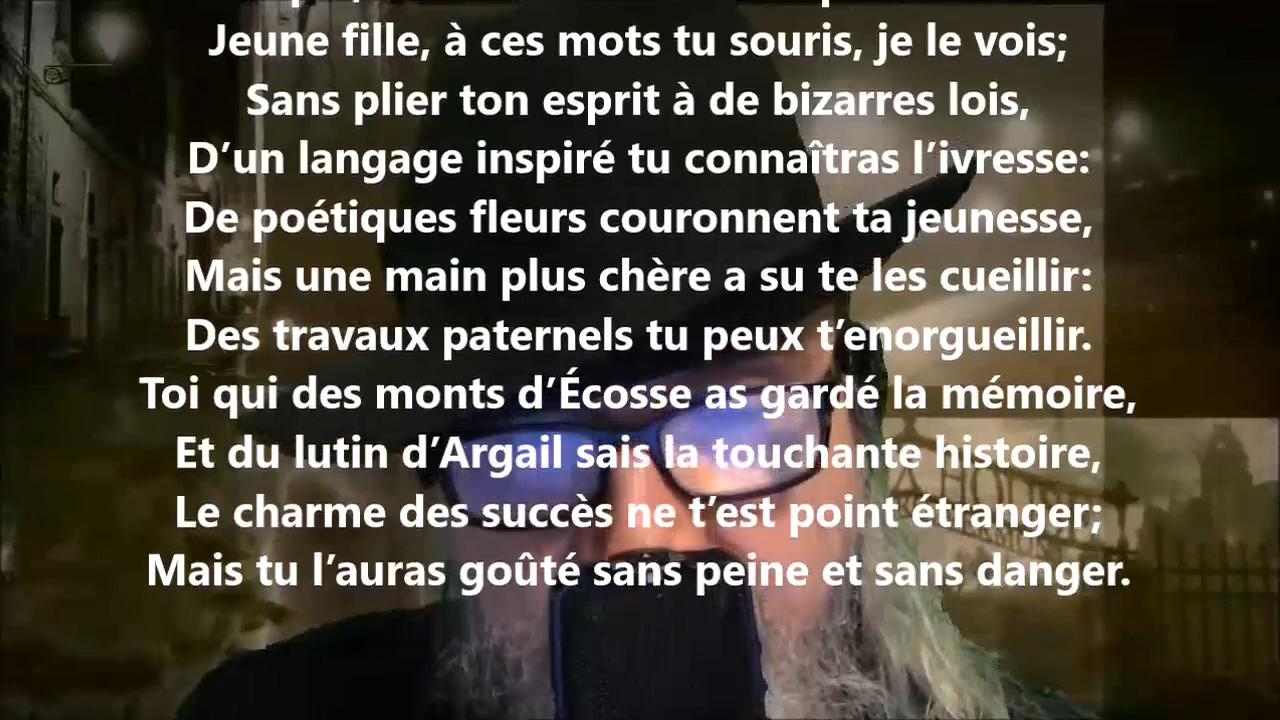 Jeune fille, à ces mots tu souris, je le vois;
Sans plier ton esprit à de bizarres lois,
D’un langage inspiré tu connaîtras l’ivresse:
De poétiques fleurs couronnent ta jeunesse,
Mais une main plus chère a su te les cueillir:
Des travaux paternels tu peux t’enorgueillir.
Toi qui des monts d’Écosse as gardé la mémoire,
Et du lutin d’Argail sais la touchante histoire,
Le charme des succès ne t’est point étranger;
Mais tu l’auras goûté sans peine et sans danger.